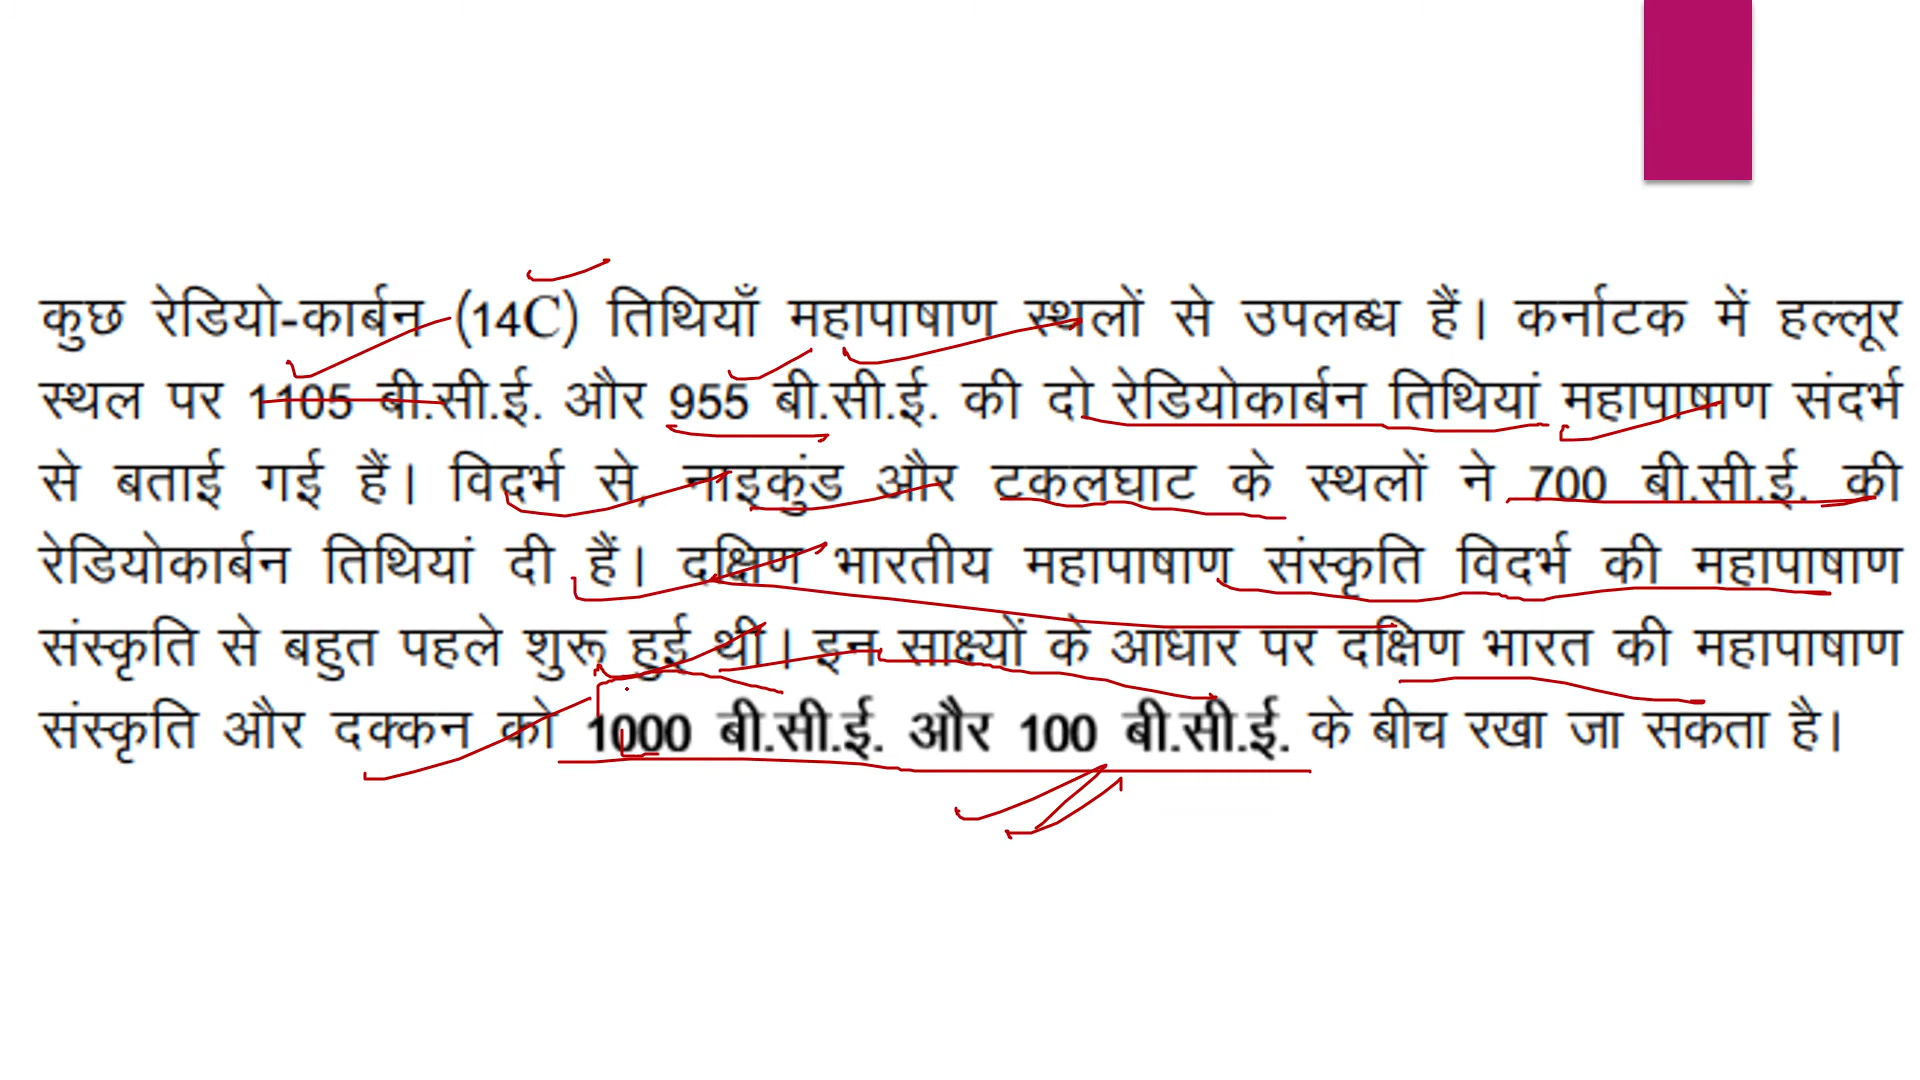 कुछ रेडियो-कार्बन (14C) तिथियाँ महापाषाण स्थलों से उपलब्ध हैं। कर्नाटक में हल्लूर
स्थल पर 1105 बी.सी.ई. और 955 बी.सी.ई. की दो रेडियोकार्बन तिथियां महापाषाण संदर्भ
से बताई गई हैं। विदर्भ से, नाइकुंड और टकलघाट के स्थलों ने 700 बी.सी.ई. की
रेडियोकार्बन तिथियां दी हैं। दक्षिण भारतीय महापाषाण संस्कृति विदर्भ की महापाषाण
संस्कृति से बहुत पहले शुरू हुई थी। इन साक्ष्यों के आधार पर दक्षिण भारत की महापाषाण
संस्कृति और दक्कन को 1000 बी.सी.ई. और 100 बी.सी.ई. के बीच रखा जा सकता है।